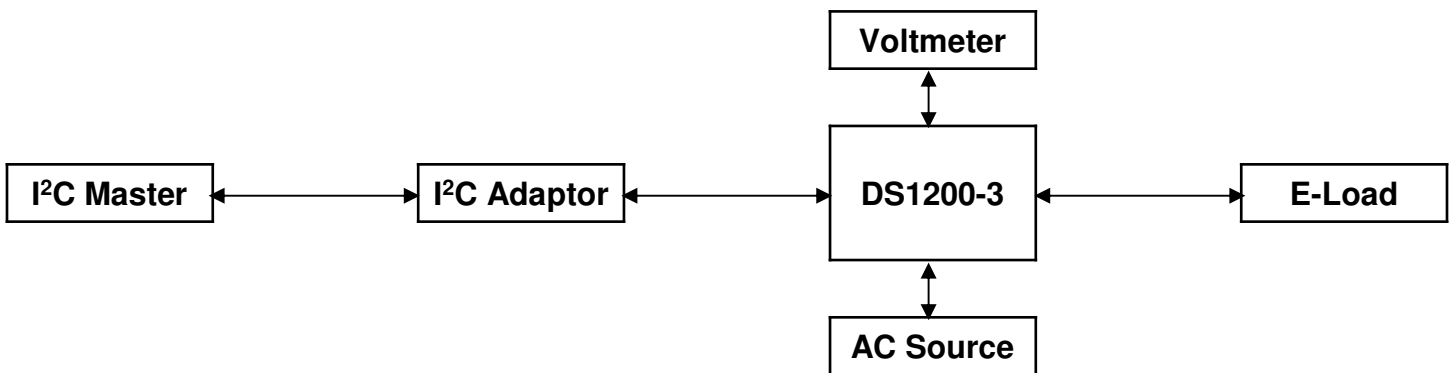 Voltmeter
I²C Master
I²C Adaptor
DS1200-3
E-Load
AC Source